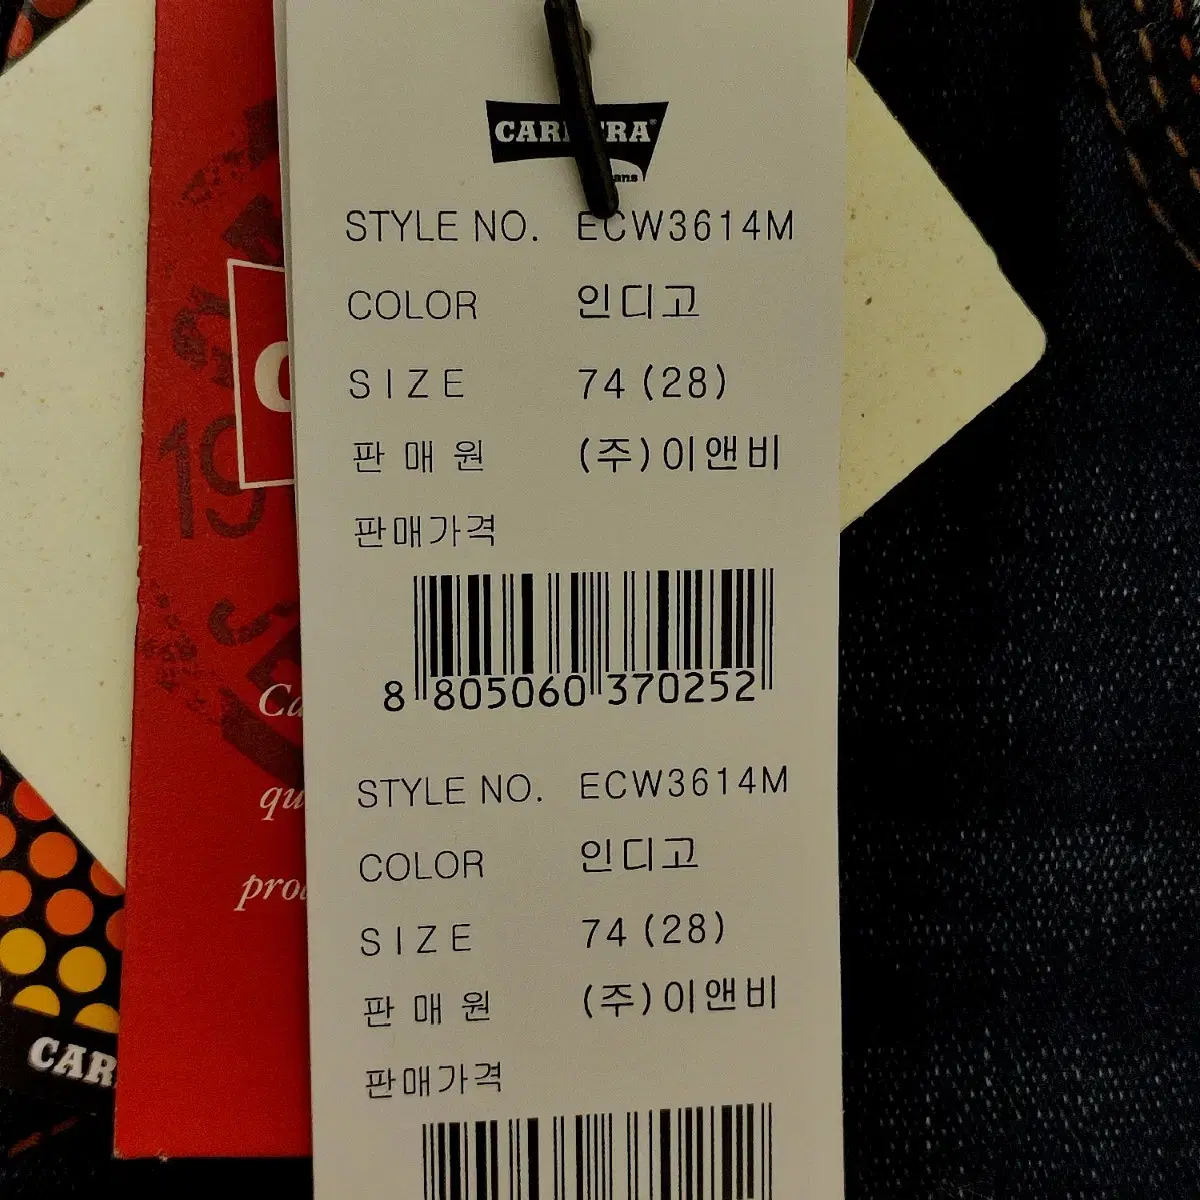 STYLE NO. ECW3614M
COLOR 인디고
SIZE 74 (28)
판매원 (주)이앤비
판매가격
8 805060 370252
STYLE NO. ECW3614M
COLOR 인디고
SIZE 74 (28)
판매원 (주)이앤비
판매가격